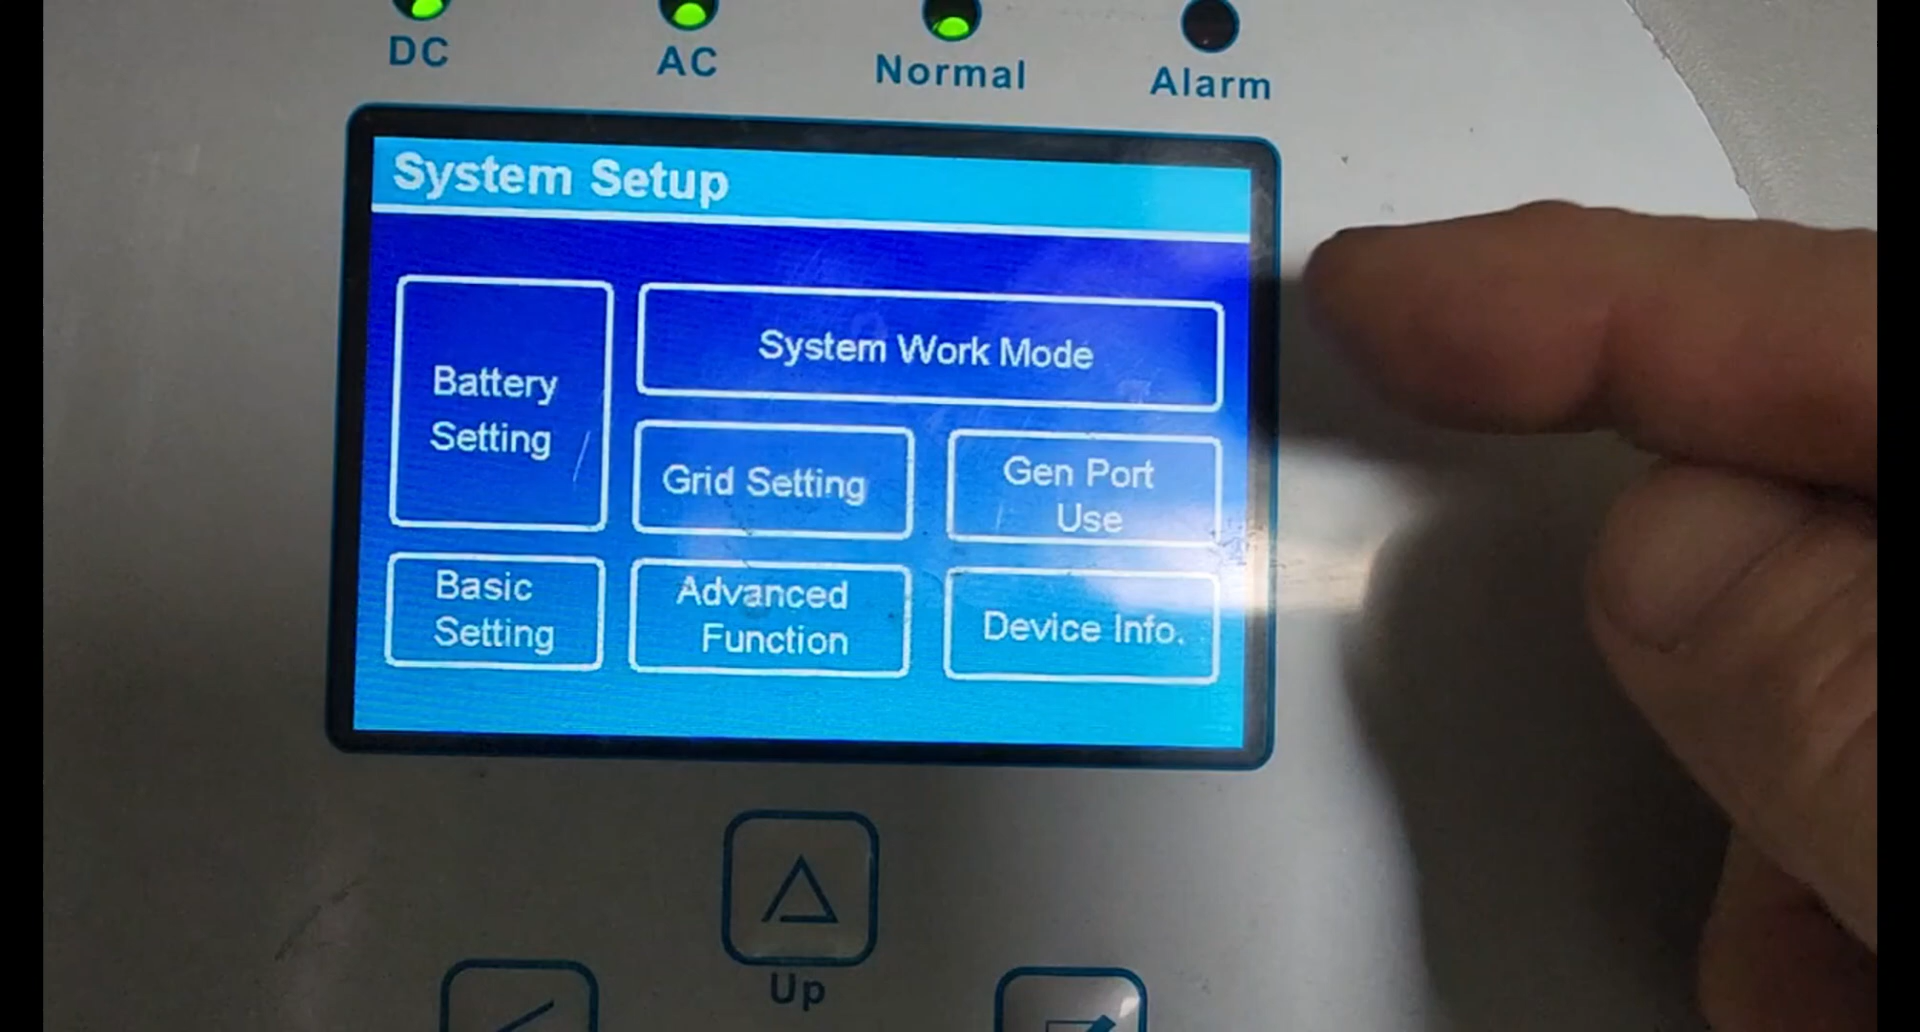 DC
AC
Normal
Alarm
System Setup
Battery
Setting
System Work Mode
Grid Setting
Gen Port
Use
Basic
Setting
Advanced
Function
Device Info.
Up